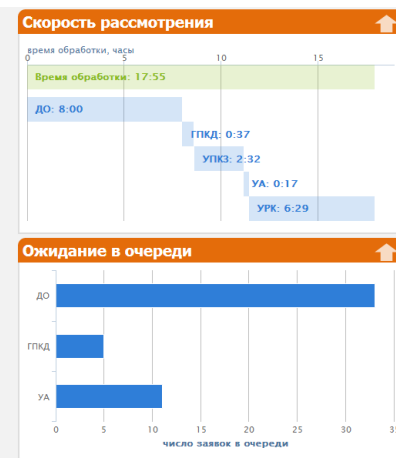 Скорость рассмотрения
время обработки, часы
0 5 10 15
Время обработки: 17:55
ДО: 8:00
ГПКД: 0:37
УПКЗ: 2:32
УА: 0:17
УРК: 6:29
Ожидание в очереди
ДО
ГПКД
УА
0 5 10 15 20 25 30 35
число заявок в очереди